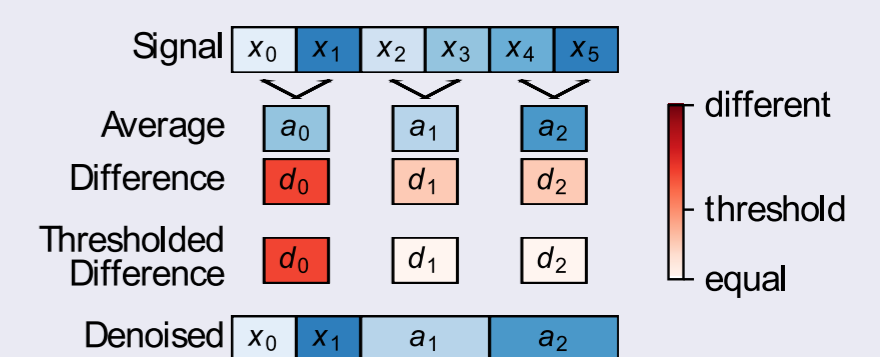 Signal x₀ x₁ x₂ x₃ x₄ x₅
Average a₀ a₁ a₂
Difference d₀ d₁ d₂
Thresholded
Difference d₀ d₁ d₂
Denoised x₀ x₁ a₁ a₂
different
threshold
equal